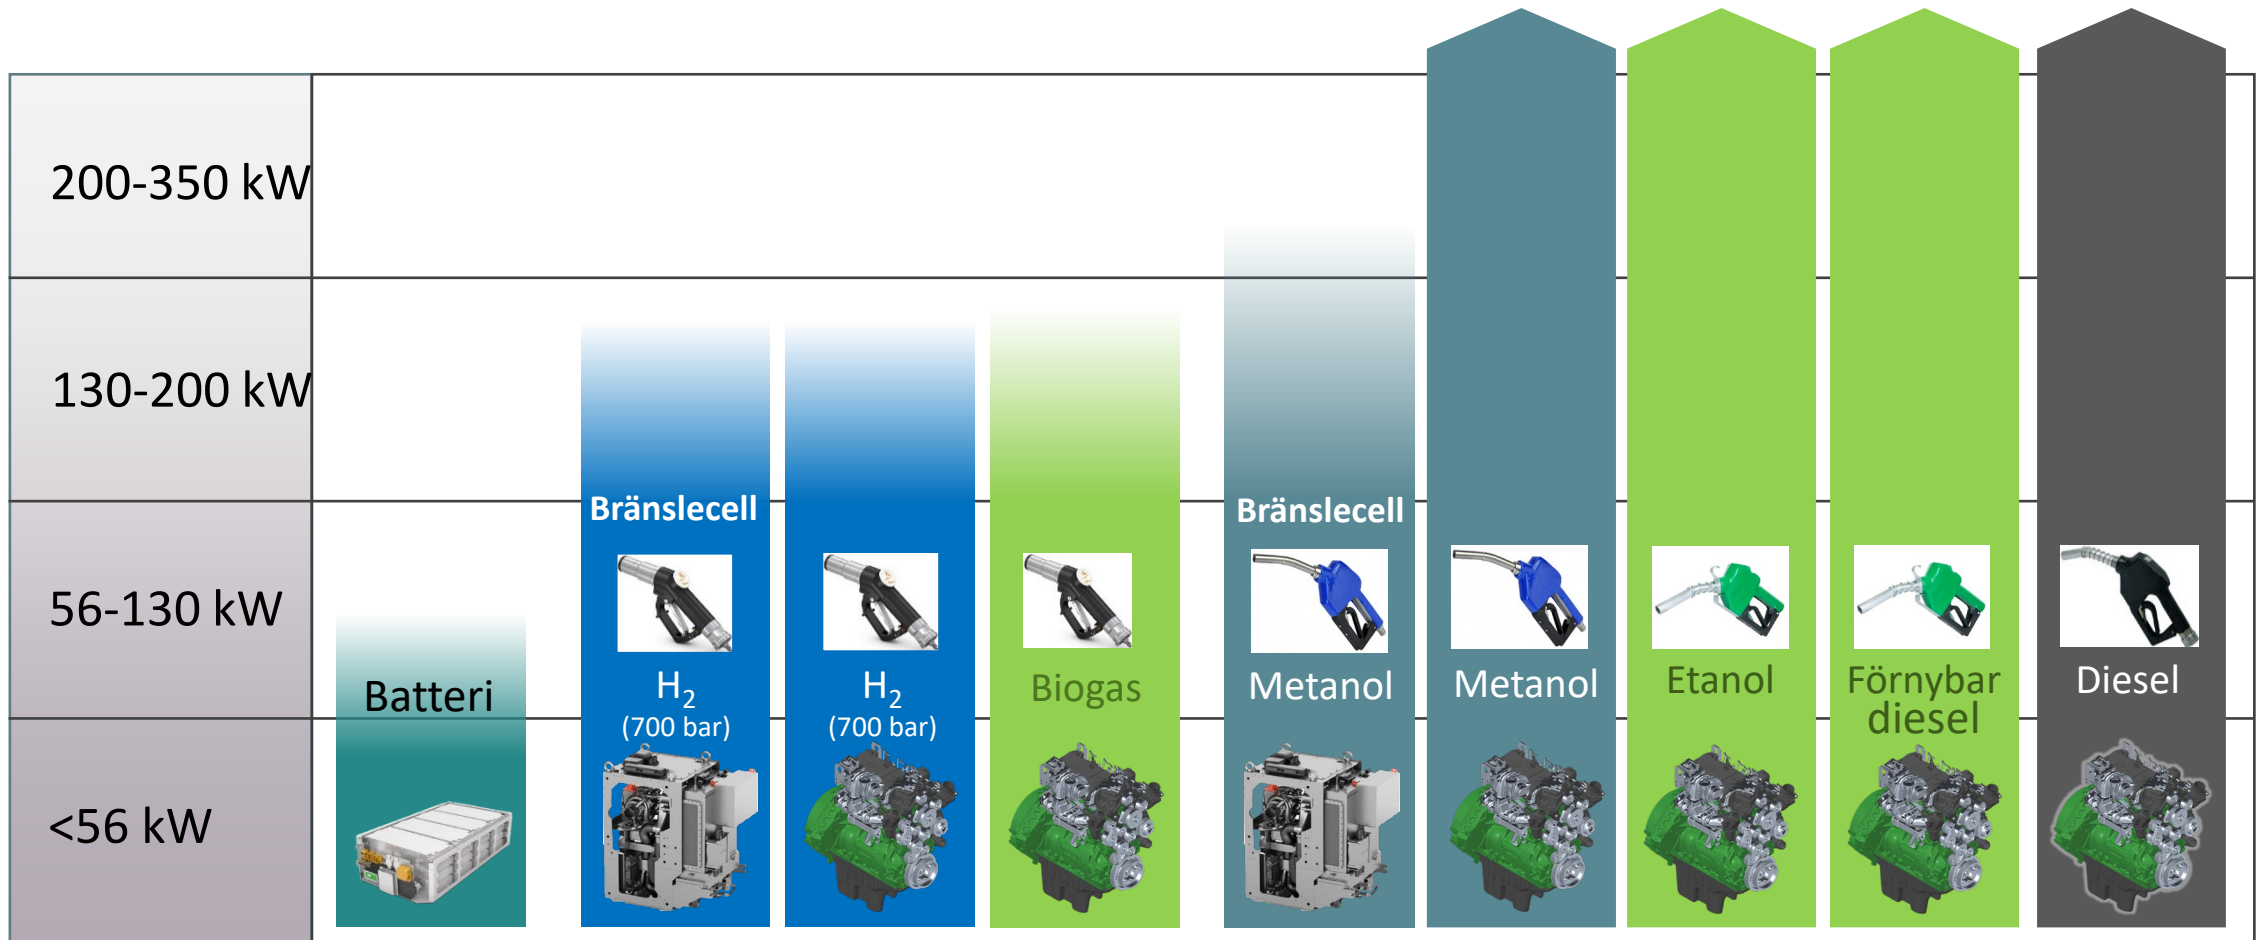 200-350 kW
130-200 kW
56-130 kW
<56 kW
Batteri
Bränslecell
H₂
(700 bar)
H₂
(700 bar)
Biogas
Bränslecell
Metanol
Metanol
Etanol
Förnybar
diesel
Diesel